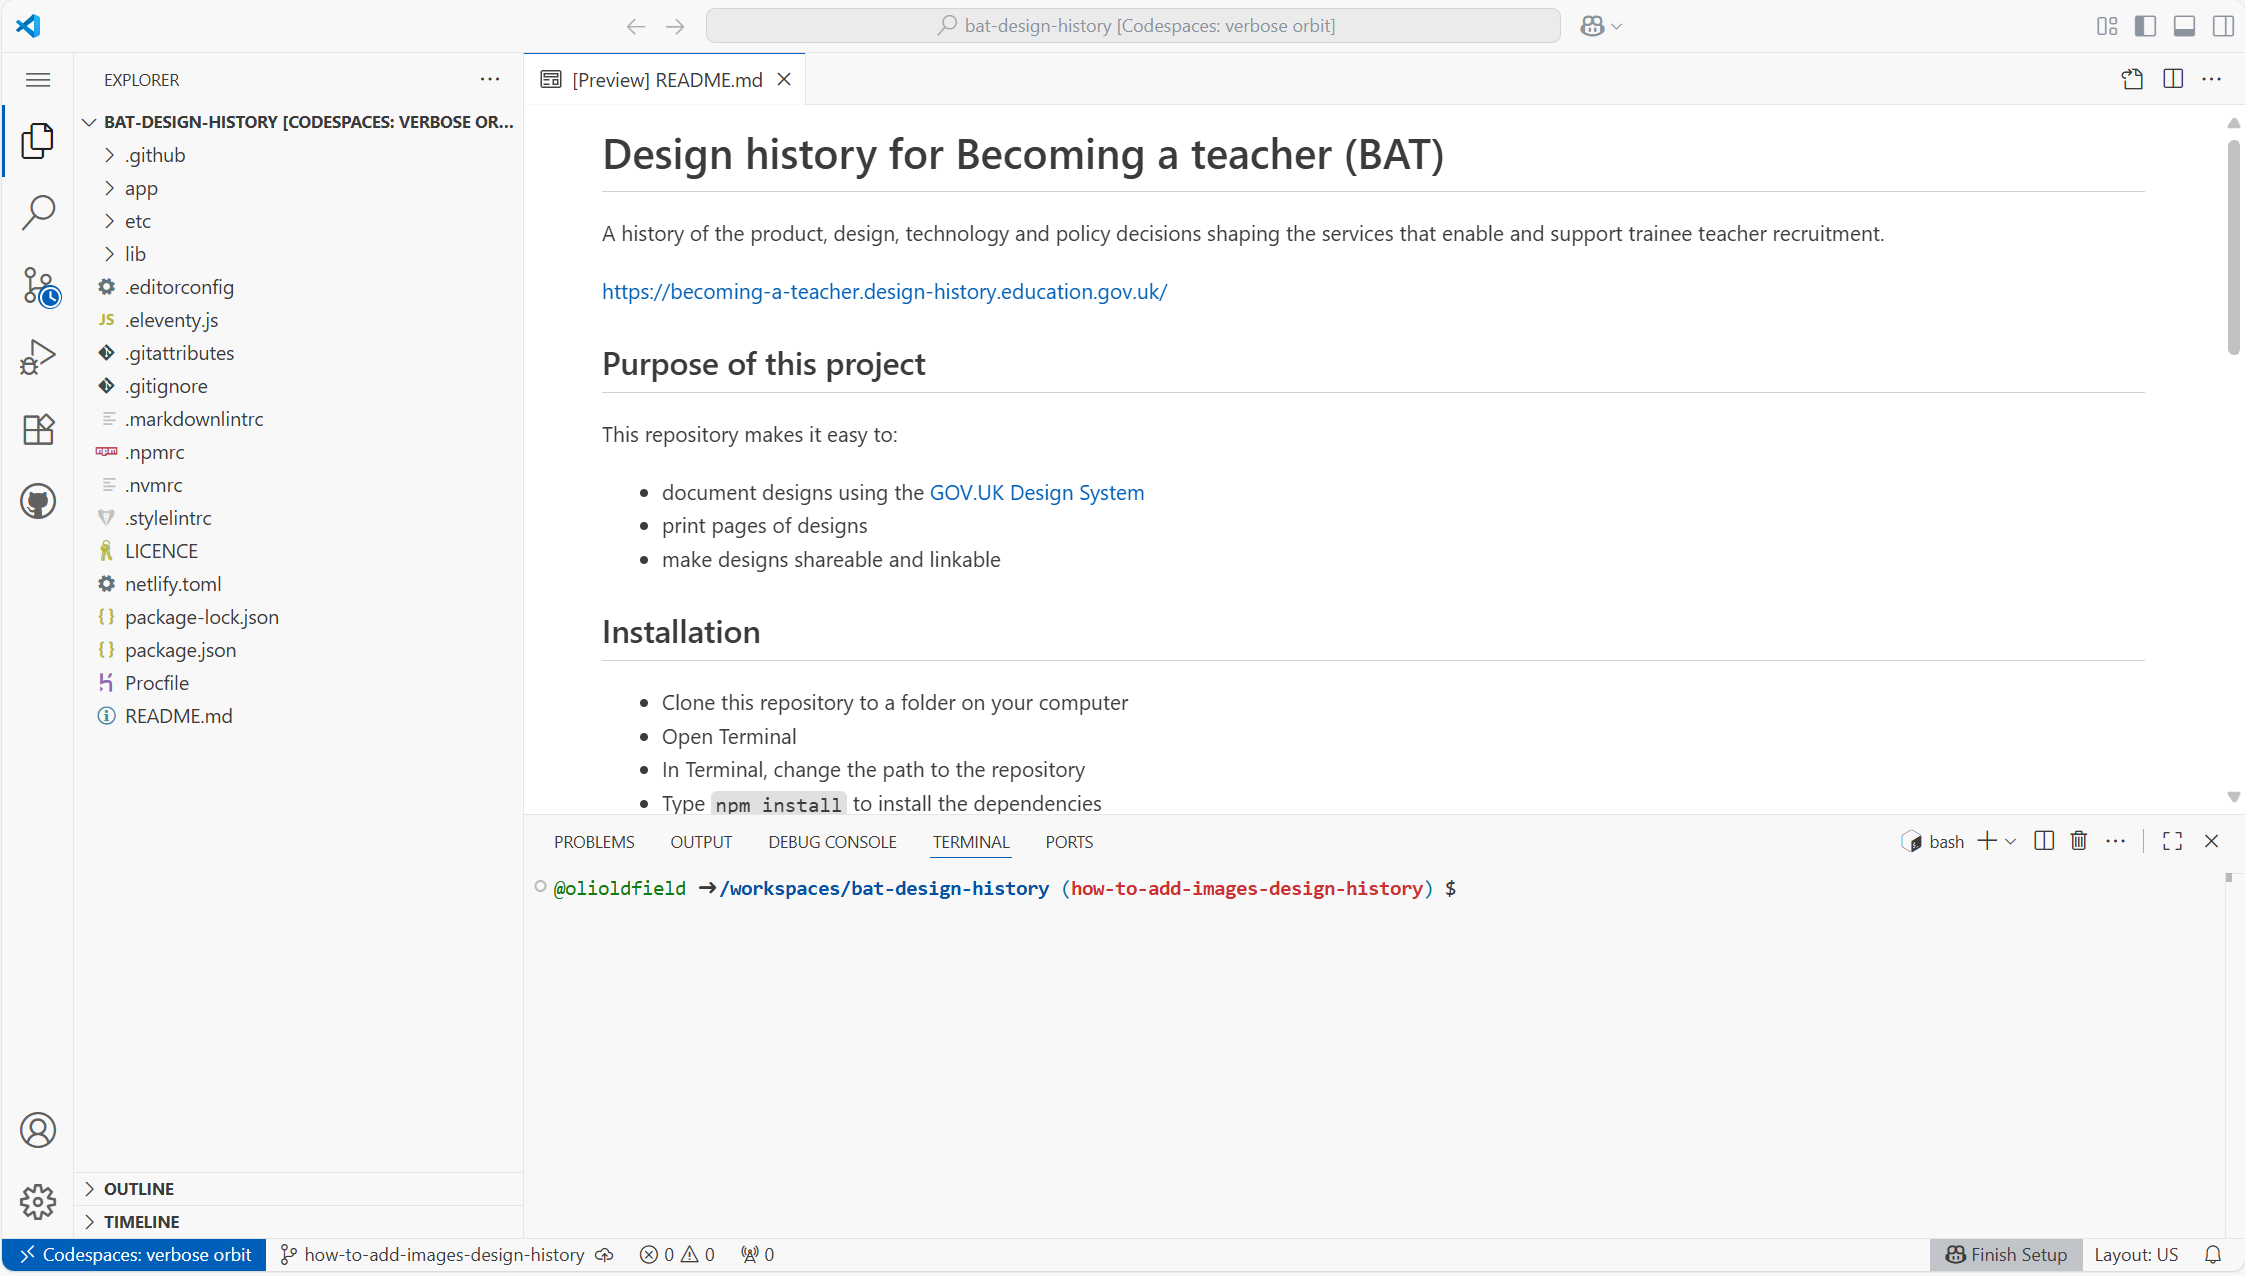 bat-design-history [Codespaces: verbose orbit]
EXPLORER
[Preview] README.md
BAT-DESIGN-HISTORY [CODESPACES: VERBOSE OR...
.github
app
etc
lib
.editorconfig
JS .eleventy.js
.gitattributes
.gitignore
.markdownlintrc
npm .npmrc
.nvmrc
.stylelintrc
LICENCE
netlify.toml
{} package-lock.json
{} package.json
Procfile
README.md
OUTLINE
TIMELINE
Design history for Becoming a teacher (BAT)
A history of the product, design, technology and policy decisions shaping the services that enable and support trainee teacher recruitment.
https://becoming-a-teacher.design-history.education.gov.uk/
Purpose of this project
This repository makes it easy to:
• document designs using the GOV.UK Design System
• print pages of designs
• make designs shareable and linkable
Installation
• Clone this repository to a folder on your computer
• Open Terminal
• In Terminal, change the path to the repository
• Type npm install to install the dependencies
PROBLEMS OUTPUT DEBUG CONSOLE TERMINAL PORTS
bash
@olioldfield ➜/workspaces/bat-design-history (how-to-add-images-design-history) $
Codespaces: verbose orbit how-to-add-images-design-history 0 0 0
Finish Setup Layout: US